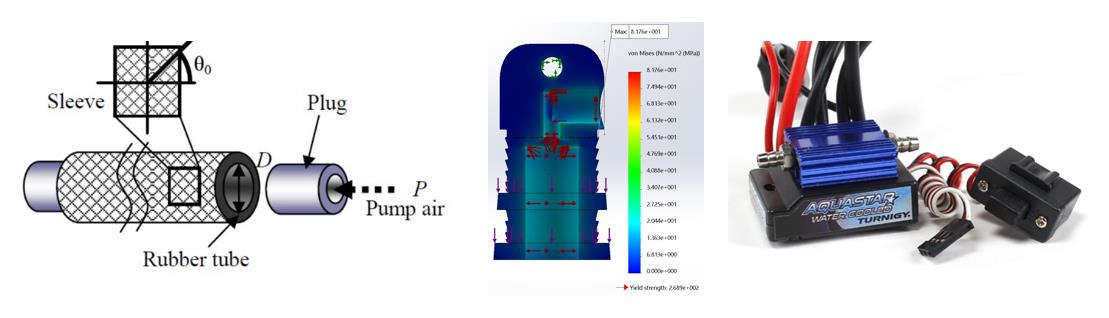 Sleeve
θ0
Plug
D
P
Pump air
Rubber tube
Max: 8.176e+001
von Mises (N/mm^2 (MPa))
8.176e+001
7.494e+001
6.813e+001
6.132e+001
5.451e+001
4.769e+001
4.088e+001
3.407e+001
2.725e+001
2.044e+001
1.363e+001
6.813e+000
0.000e+000
Yield strength: 2.689e+002
AQUASTAR
WATER COOLED
TURNIGY.